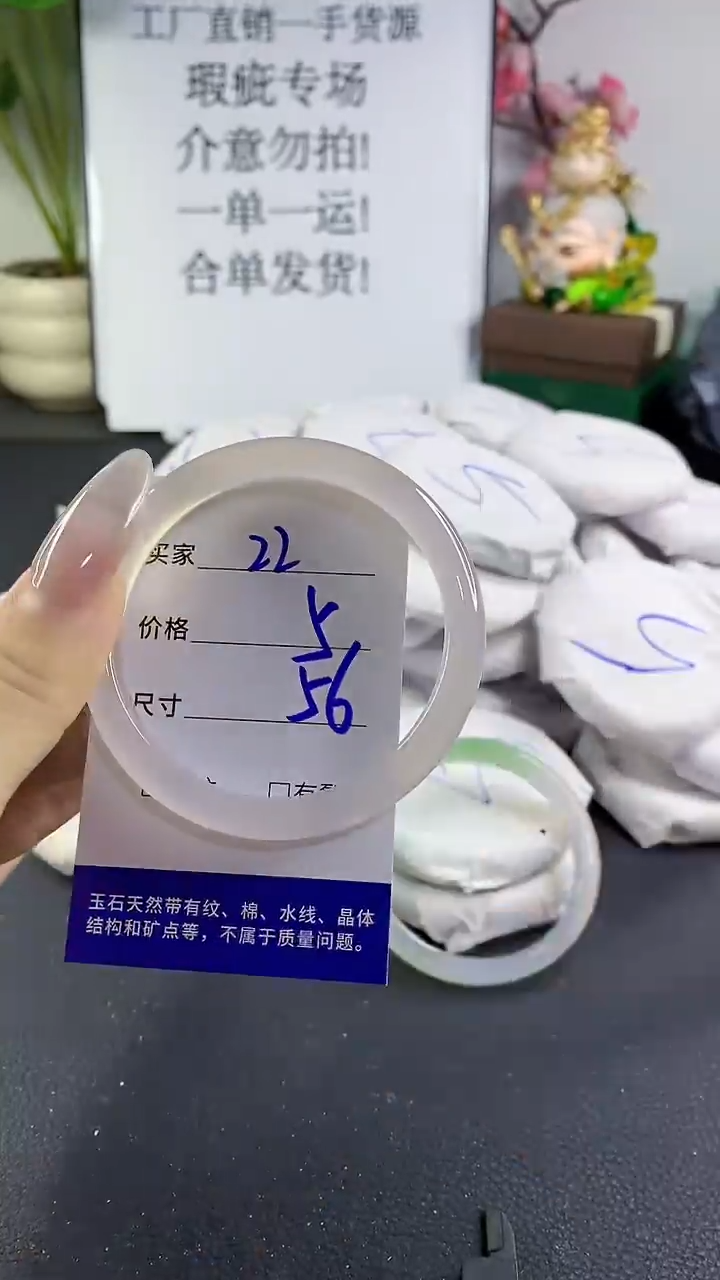 工厂直销一手货源
瑕疵专场
介意勿拍!
一单一运!
合单发货!
买家 22
价格 5
尺寸 56
玉石天然带有纹、棉、水线、晶体
结构和矿点等，不属于质量问题。